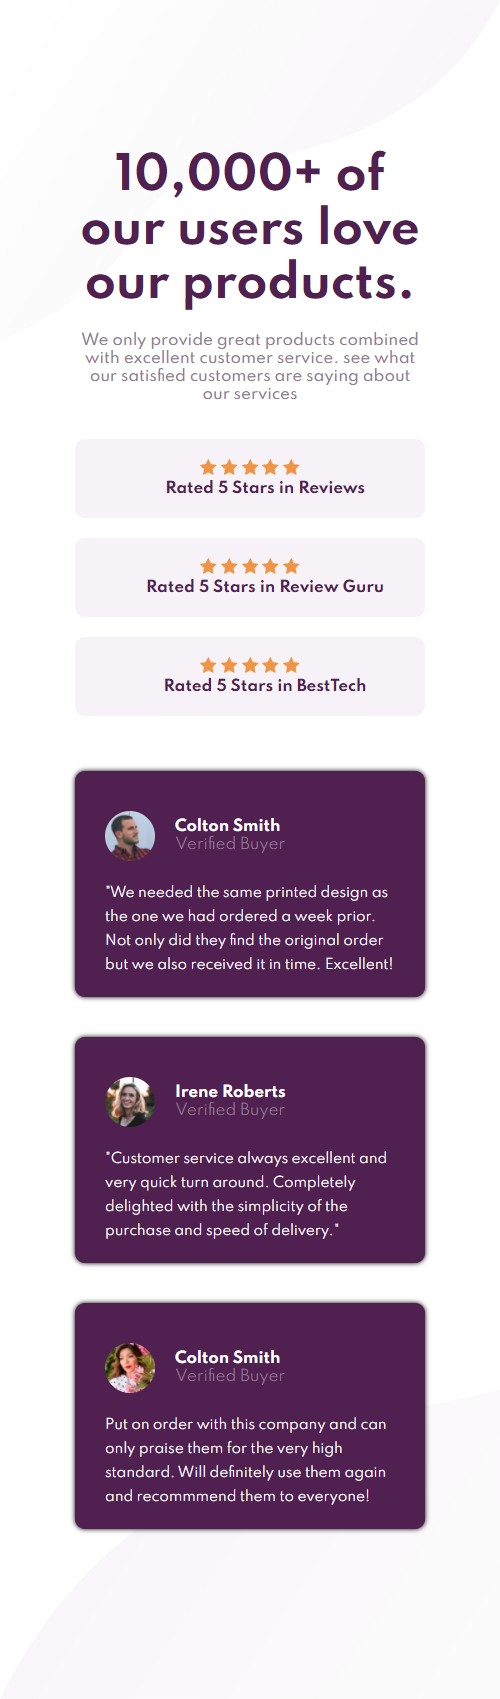 10,000+ of
our users love
our products.
We only provide great products combined
with excellent customer service. see what
our satisfied customers are saying about
our services
Rated 5 Stars in Reviews
Rated 5 Stars in Review Guru
Rated 5 Stars in BestTech
Colton Smith
Verified Buyer
"We needed the same printed design as
the one we had ordered a week prior.
Not only did they find the original order
but we also received it in time. Excellent!
Irene Roberts
Verified Buyer
"Customer service always excellent and
very quick turn around. Completely
delighted with the simplicity of the
purchase and speed of delivery."
Colton Smith
Verified Buyer
Put on order with this company and can
only praise them for the very high
standard. Will definitely use them again
and recommmend them to everyone!